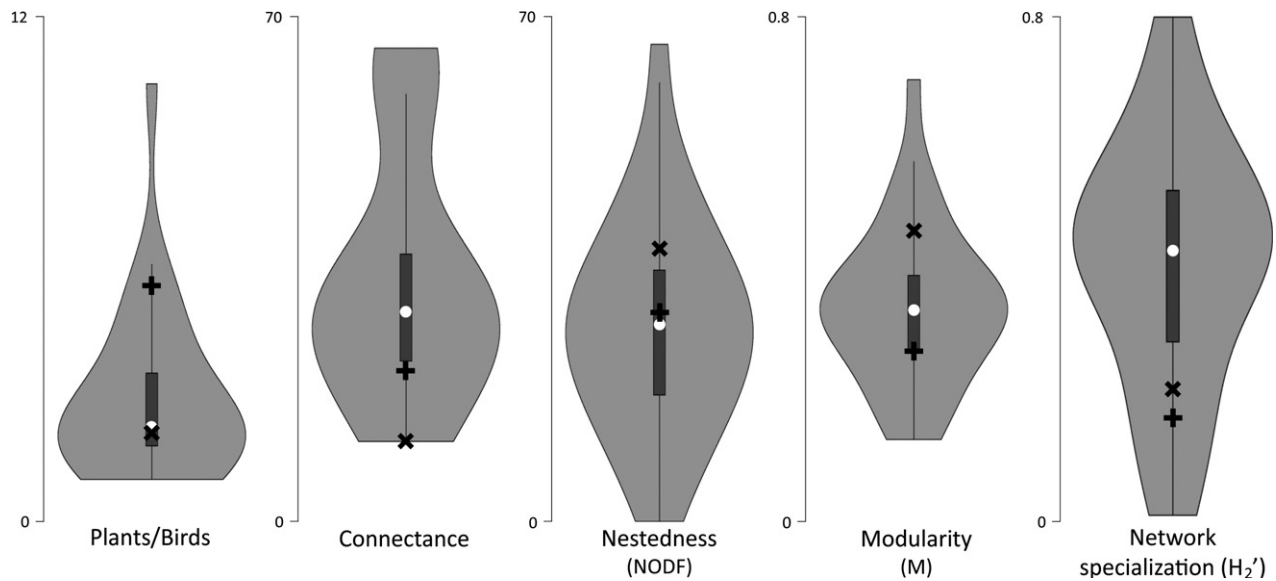 12
0
Plants/Birds
70
0
Connectance
70
0
Nestedness
(NODF)
0.8
0
Modularity
(M)
0.8
0
Network
specialization (H₂')